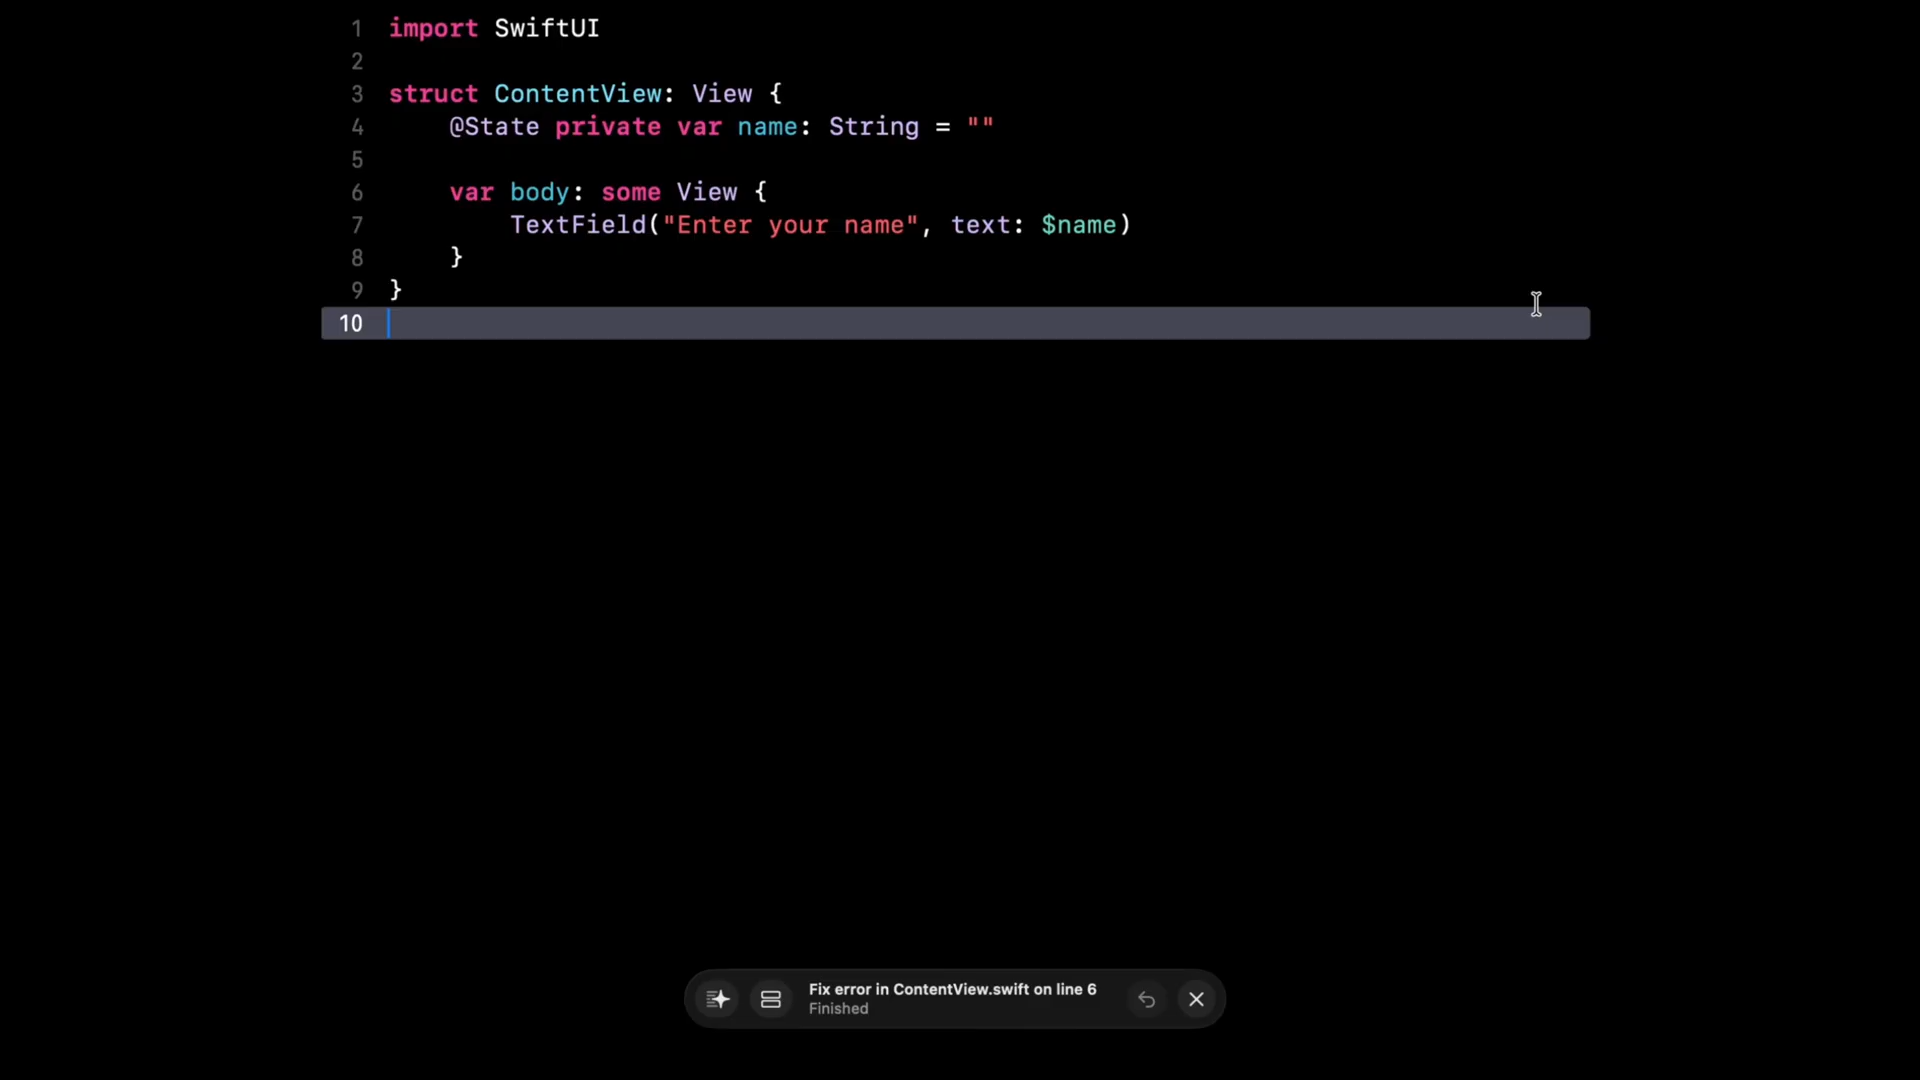 1 import SwiftUI
2
3 struct ContentView: View {
4     @State private var name: String = ""
5
6     var body: some View {
7         TextField("Enter your name", text: $name)
8     }
9 }
10
Fix error in ContentView.swift on line 6
Finished